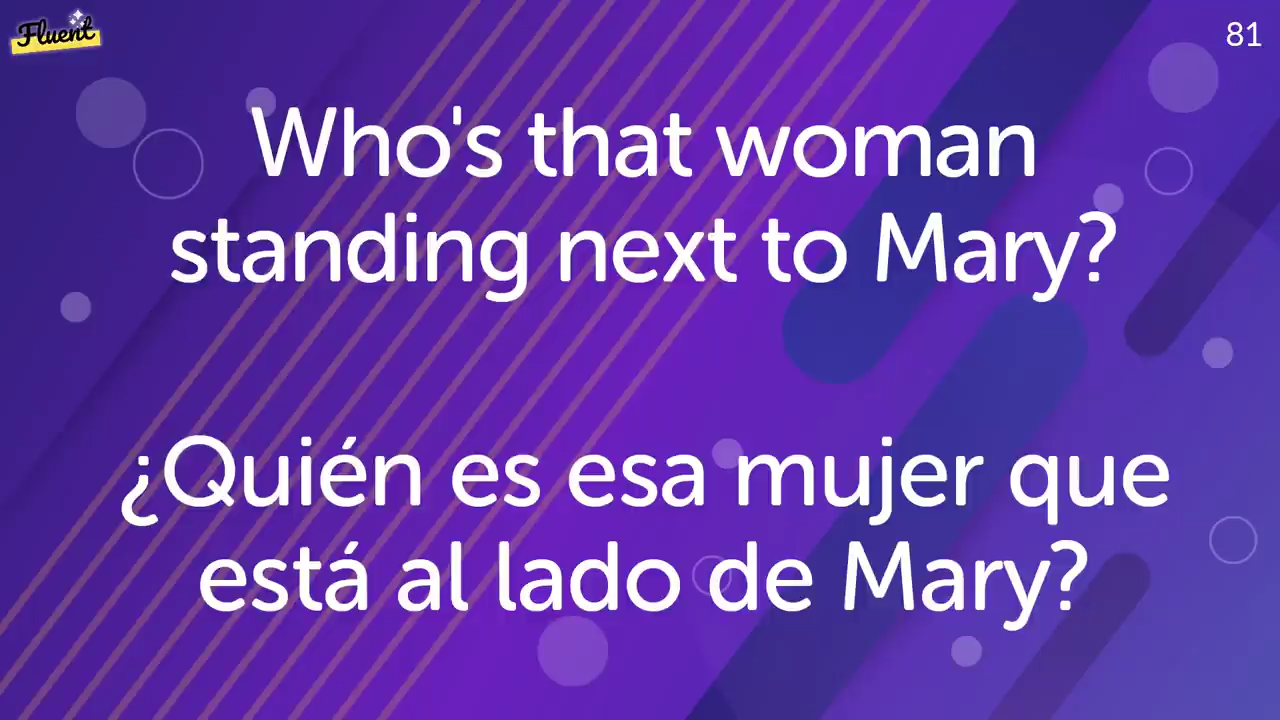 Fluent
81
Who's that woman
standing next to Mary?
¿Quién es esa mujer que
está al lado de Mary?